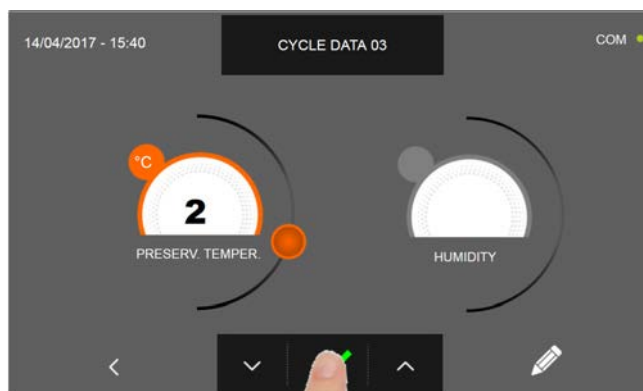 14/04/2017 - 15:40
CYCLE DATA 03
COM
°C
2
PRESERV. TEMPER.
HUMIDITY